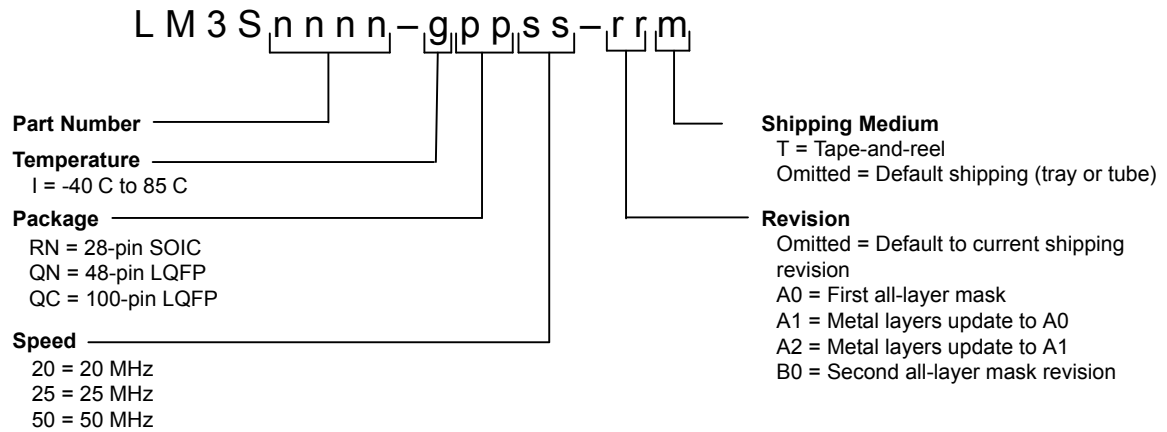 L M 3 S n n n n – g p p s s – r r m
Part Number
Temperature
I = -40 C to 85 C
Package
RN = 28-pin SOIC
QN = 48-pin LQFP
QC = 100-pin LQFP
Speed
20 = 20 MHz
25 = 25 MHz
50 = 50 MHz
Shipping Medium
T = Tape-and-reel
Omitted = Default shipping (tray or tube)
Revision
Omitted = Default to current shipping
revision
A0 = First all-layer mask
A1 = Metal layers update to A0
A2 = Metal layers update to A1
B0 = Second all-layer mask revision